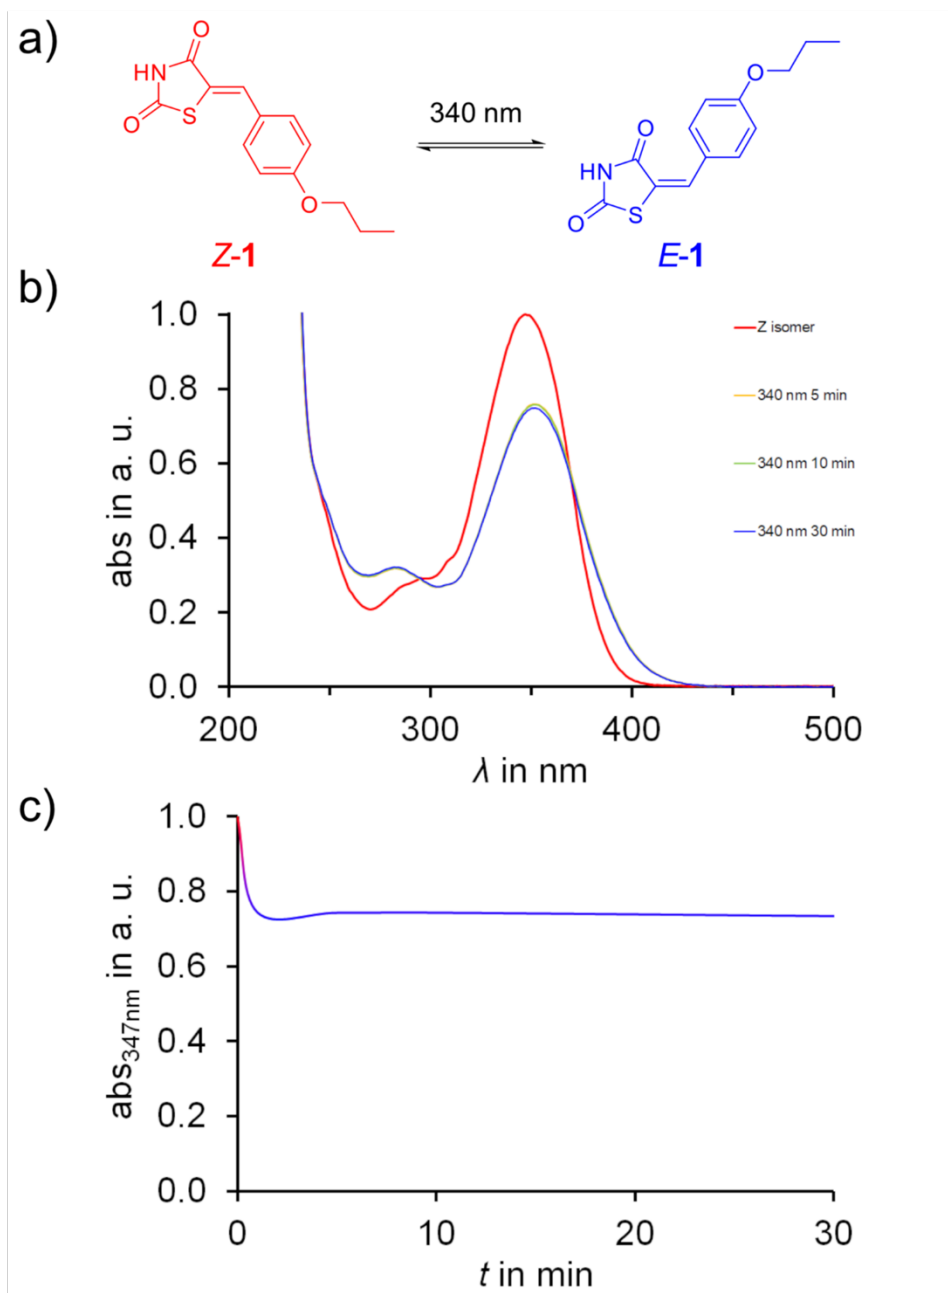 a)
O
HN
O
S
O
Z-1
340 nm
O
O
HN
O
S
E-1
b)
abs in a. u.
1.0
0.8
0.6
0.4
0.2
0.0
200
300
400
500
λ in nm
Z isomer
340 nm 5 min
340 nm 10 min
340 nm 30 min
c)
abs347nm in a. u.
1.0
0.8
0.6
0.4
0.2
0.0
0
10
20
30
t in min